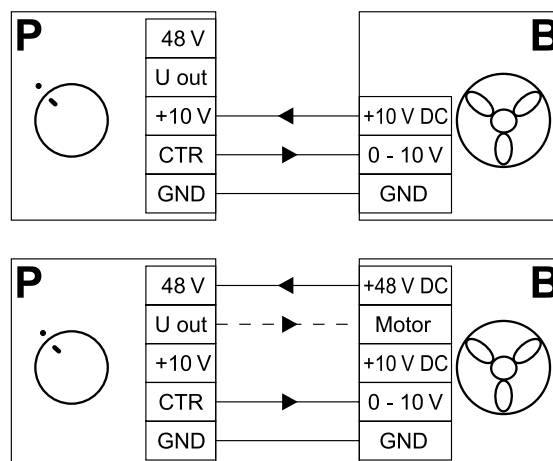 P B
48 V
U out
+10 V +10 V DC
CTR 0 - 10 V
GND GND
P B
48 V +48 V DC
U out Motor
+10 V +10 V DC
CTR 0 - 10 V
GND GND